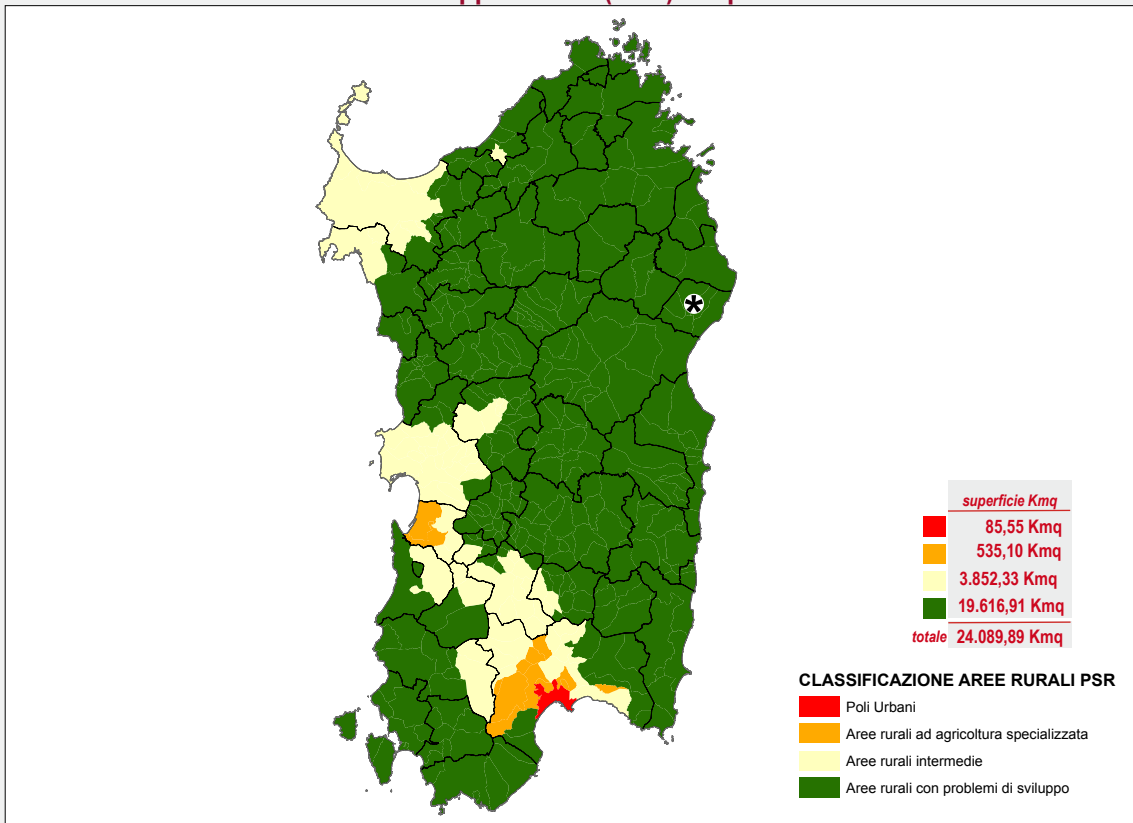 *
superficie Kmq
85,55 Kmq
535,10 Kmq
3.852,33 Kmq
19.616,91 Kmq
totale 24.089,89 Kmq
CLASSIFICAZIONE AREE RURALI PSR
Poli Urbani
Aree rurali ad agricoltura specializzata
Aree rurali intermedie
Aree rurali con problemi di sviluppo